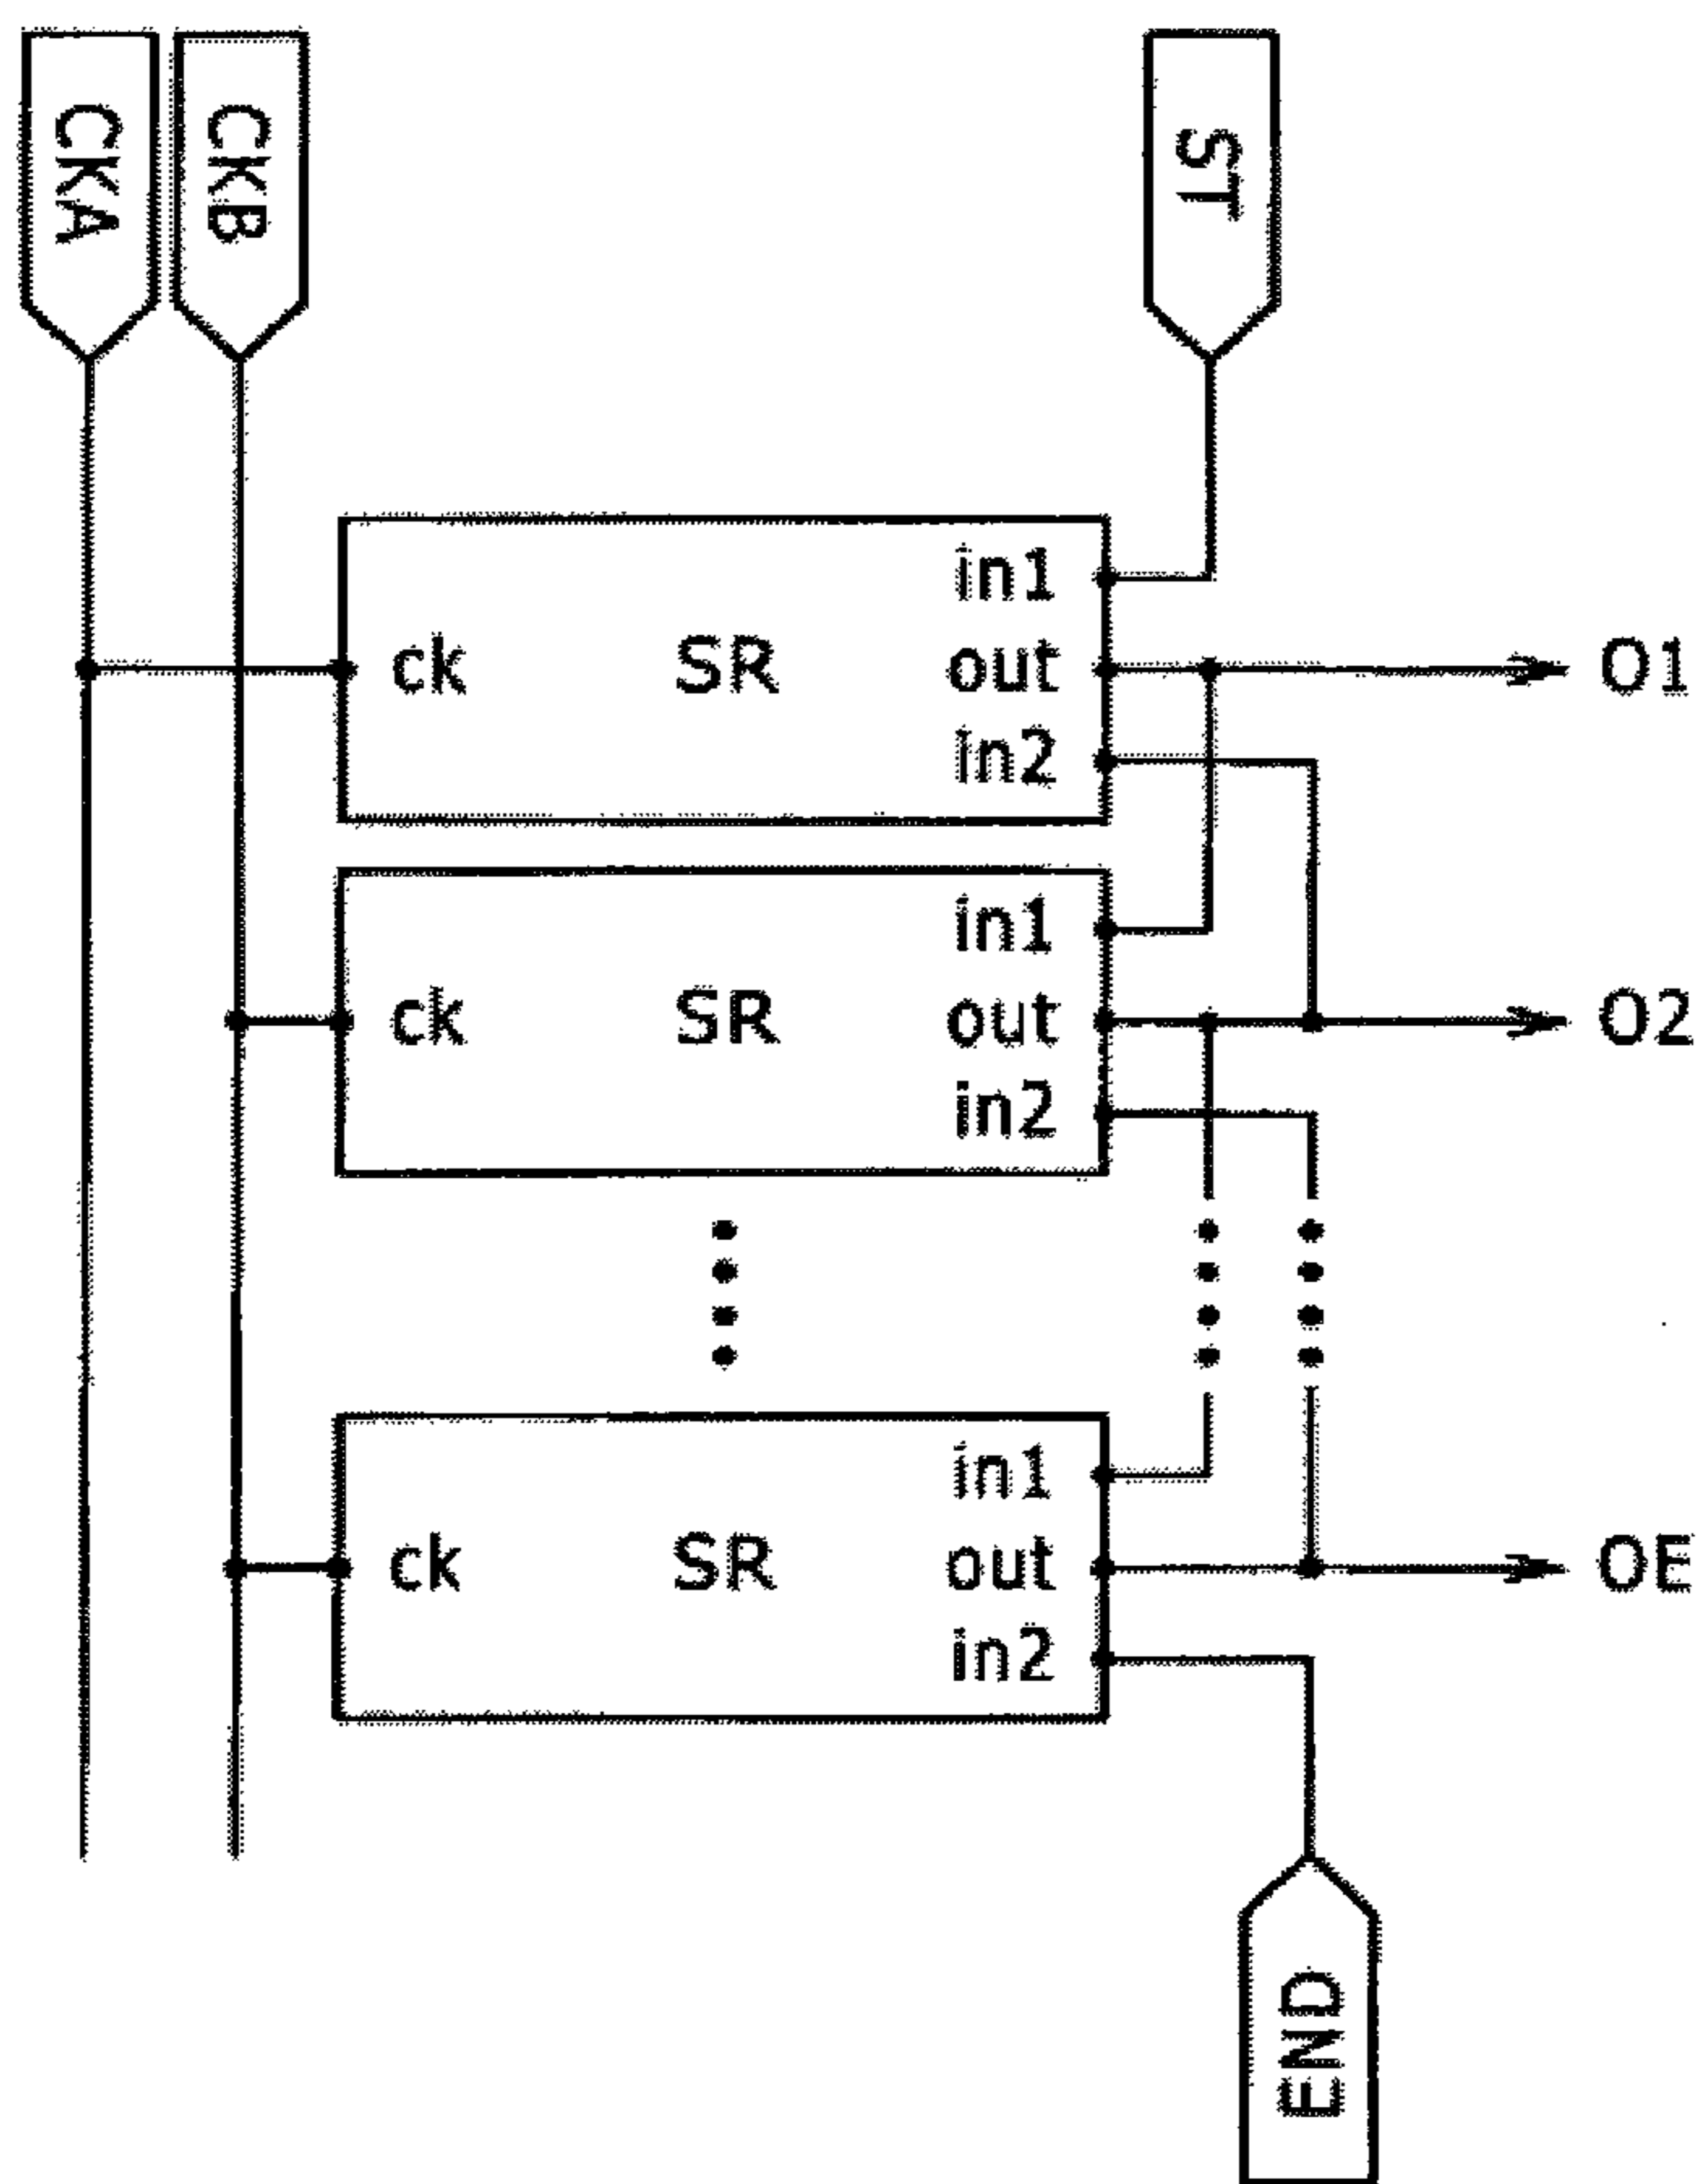 CKA
CKB
ST
in1
ck SR out O1
in2
in1
ck SR out O2
in2
in1
ck SR out OE
in2
END